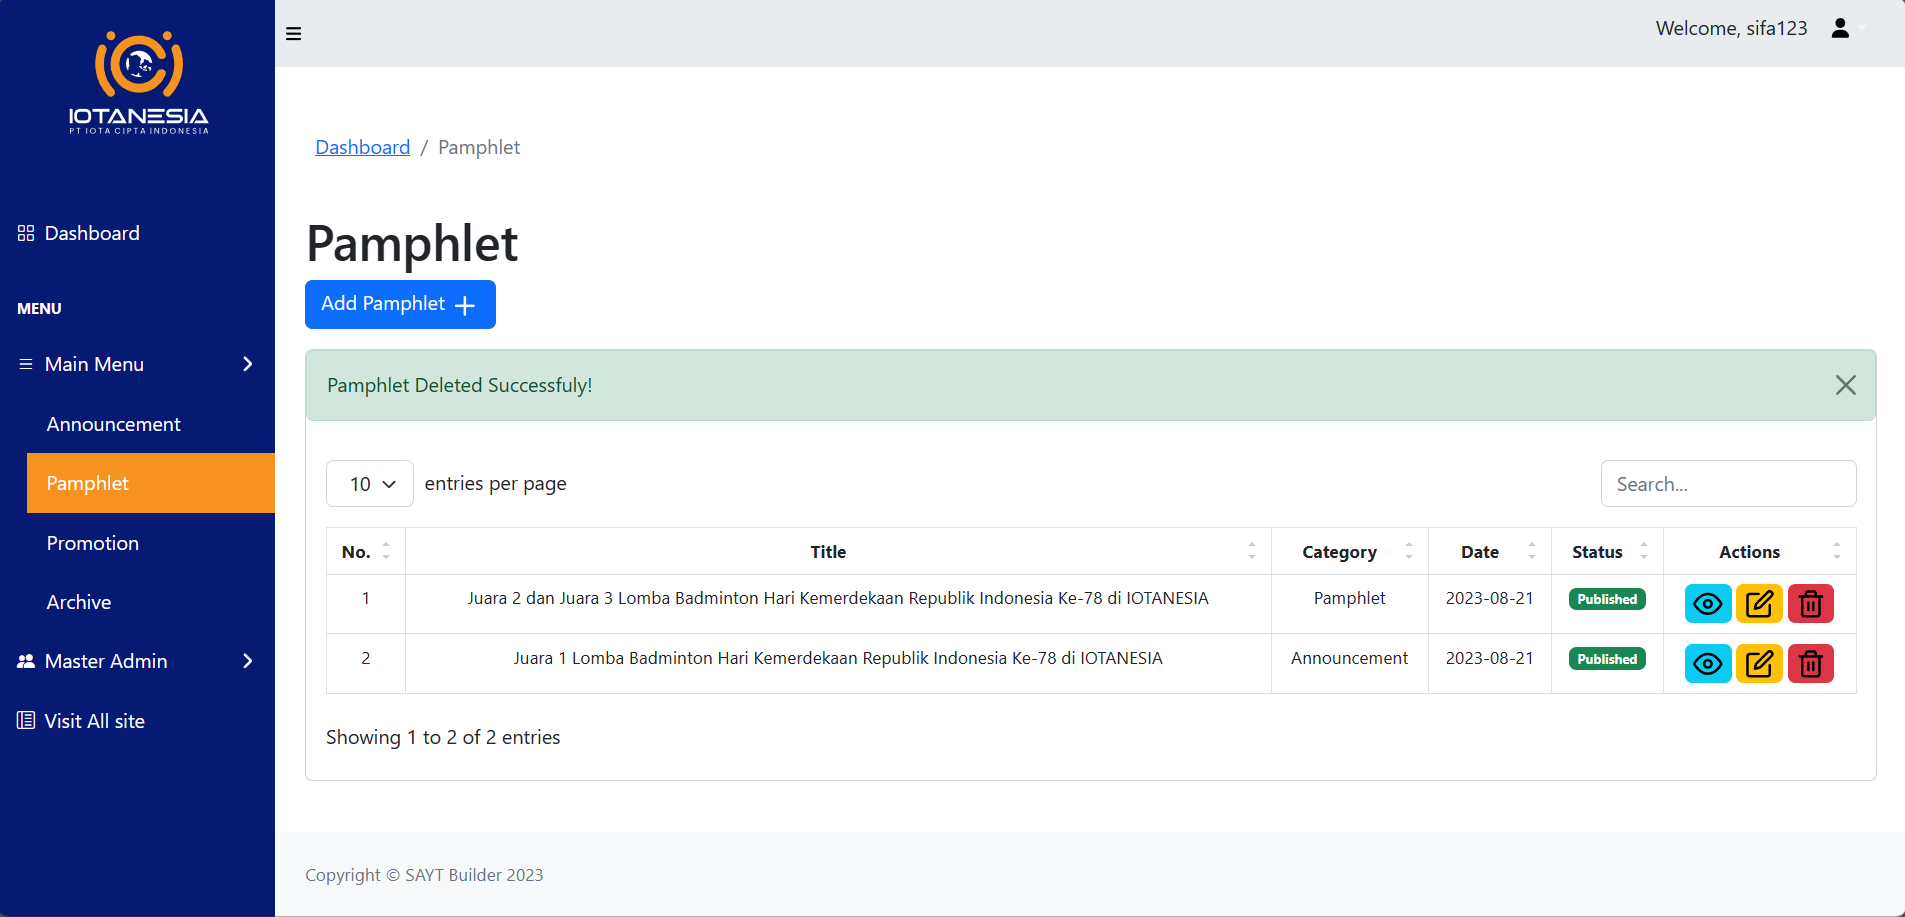 IOTANESIA
PT IOTA CIPTA INDONESIA
Dashboard
MENU
Main Menu
Announcement
Pamphlet
Promotion
Archive
Master Admin
Visit All site
Welcome, sifa123
Dashboard / Pamphlet
Pamphlet
Add Pamphlet
Pamphlet Deleted Successfuly!
10 entries per page Search...
No. Title Category Date Status Actions
1 Juara 2 dan Juara 3 Lomba Badminton Hari Kemerdekaan Republik Indonesia Ke-78 di IOTANESIA Pamphlet 2023-08-21 Published
2 Juara 1 Lomba Badminton Hari Kemerdekaan Republik Indonesia Ke-78 di IOTANESIA Announcement 2023-08-21 Published
Showing 1 to 2 of 2 entries
Copyright © SAYT Builder 2023